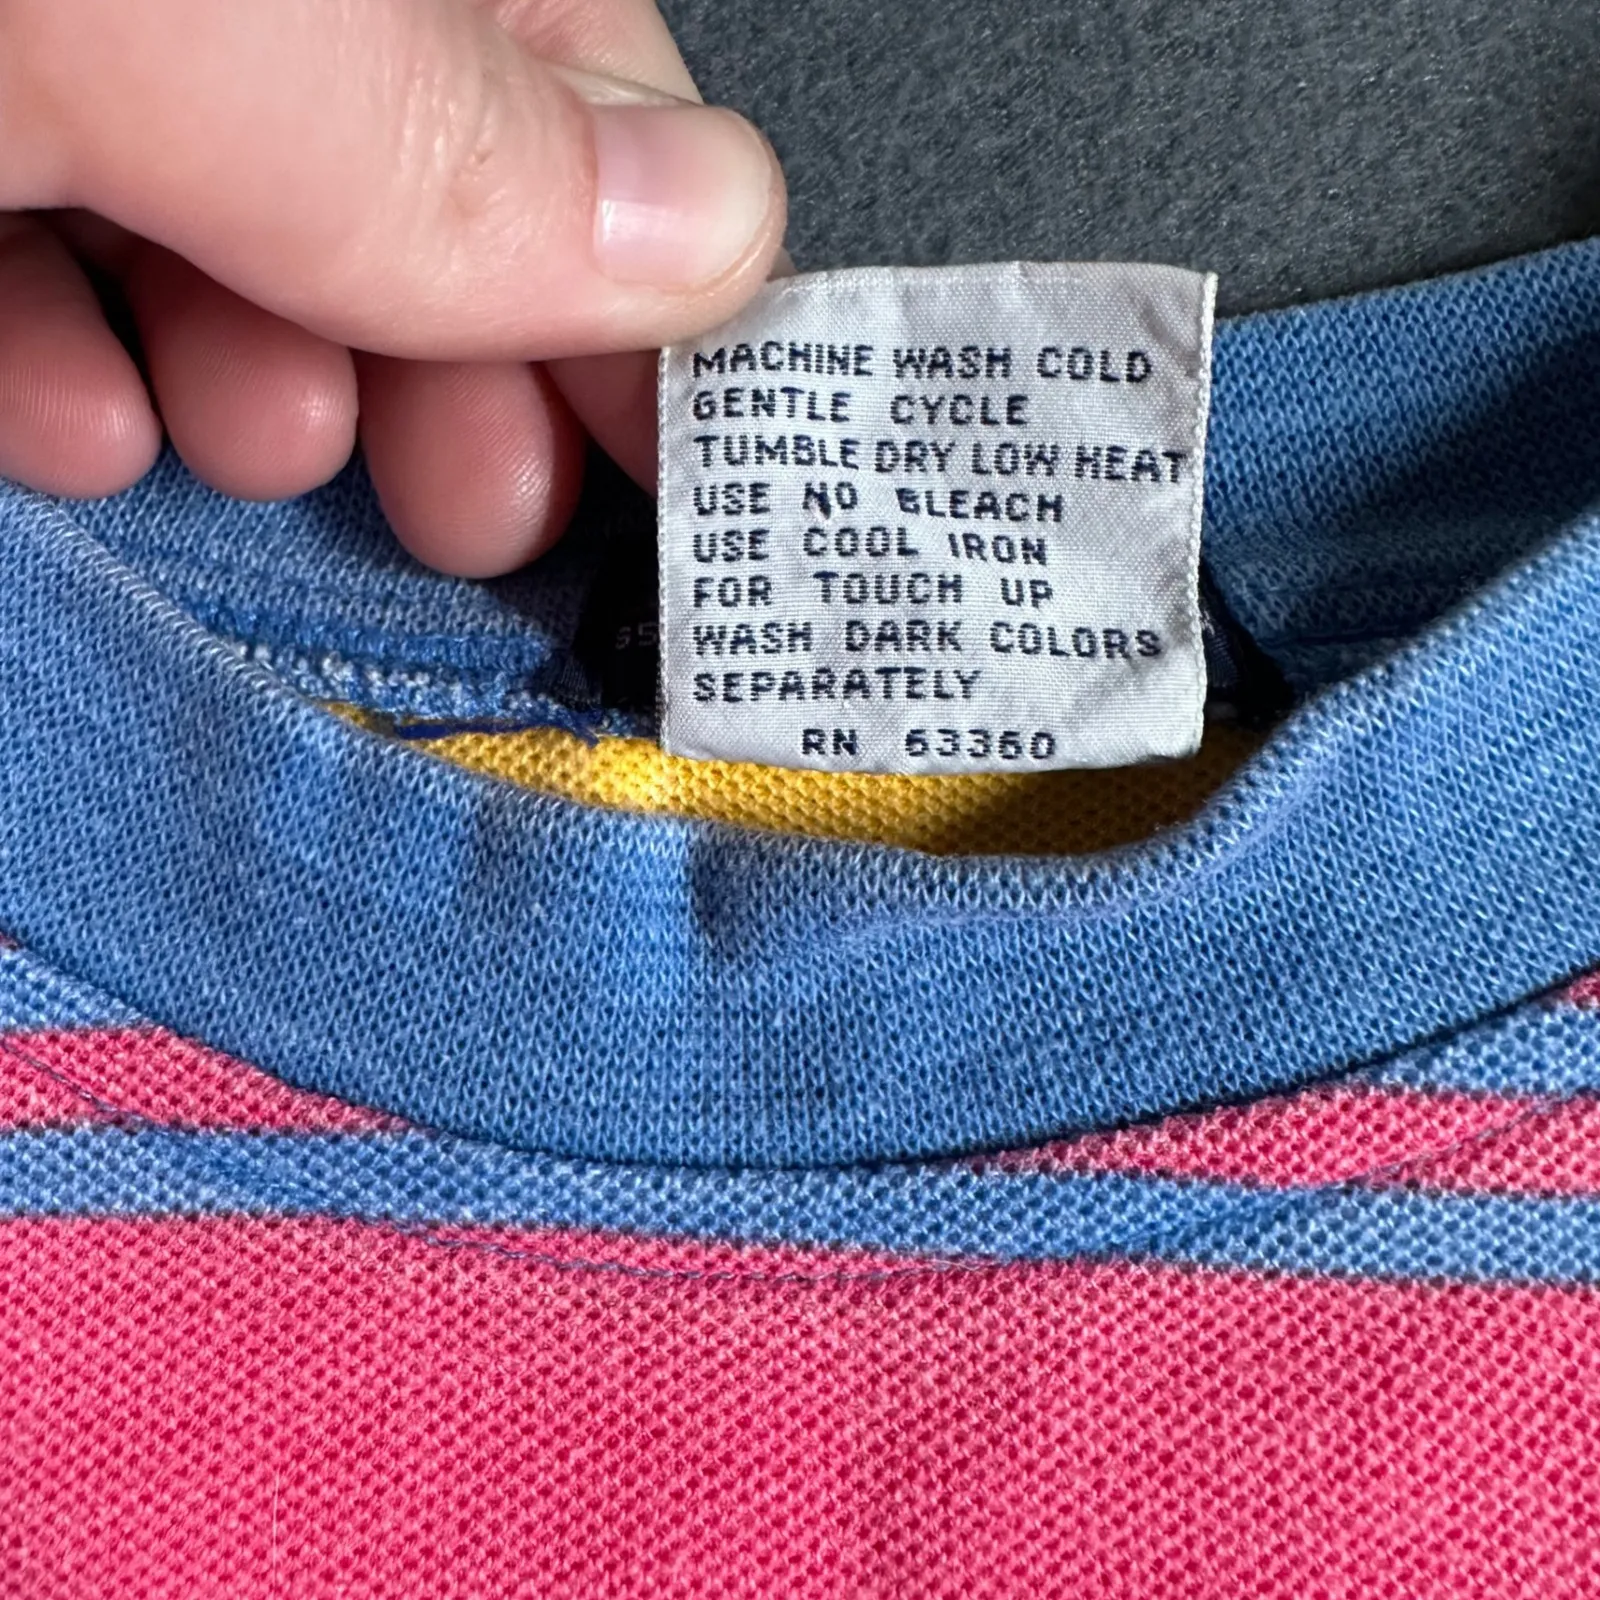 MACHINE WASH COLD
GENTLE CYCLE
TUMBLE DRY LOW HEAT
USE NO BLEACH
USE COOL IRON
FOR TOUCH UP
WASH DARK COLORS
SEPARATELY
RN 63360